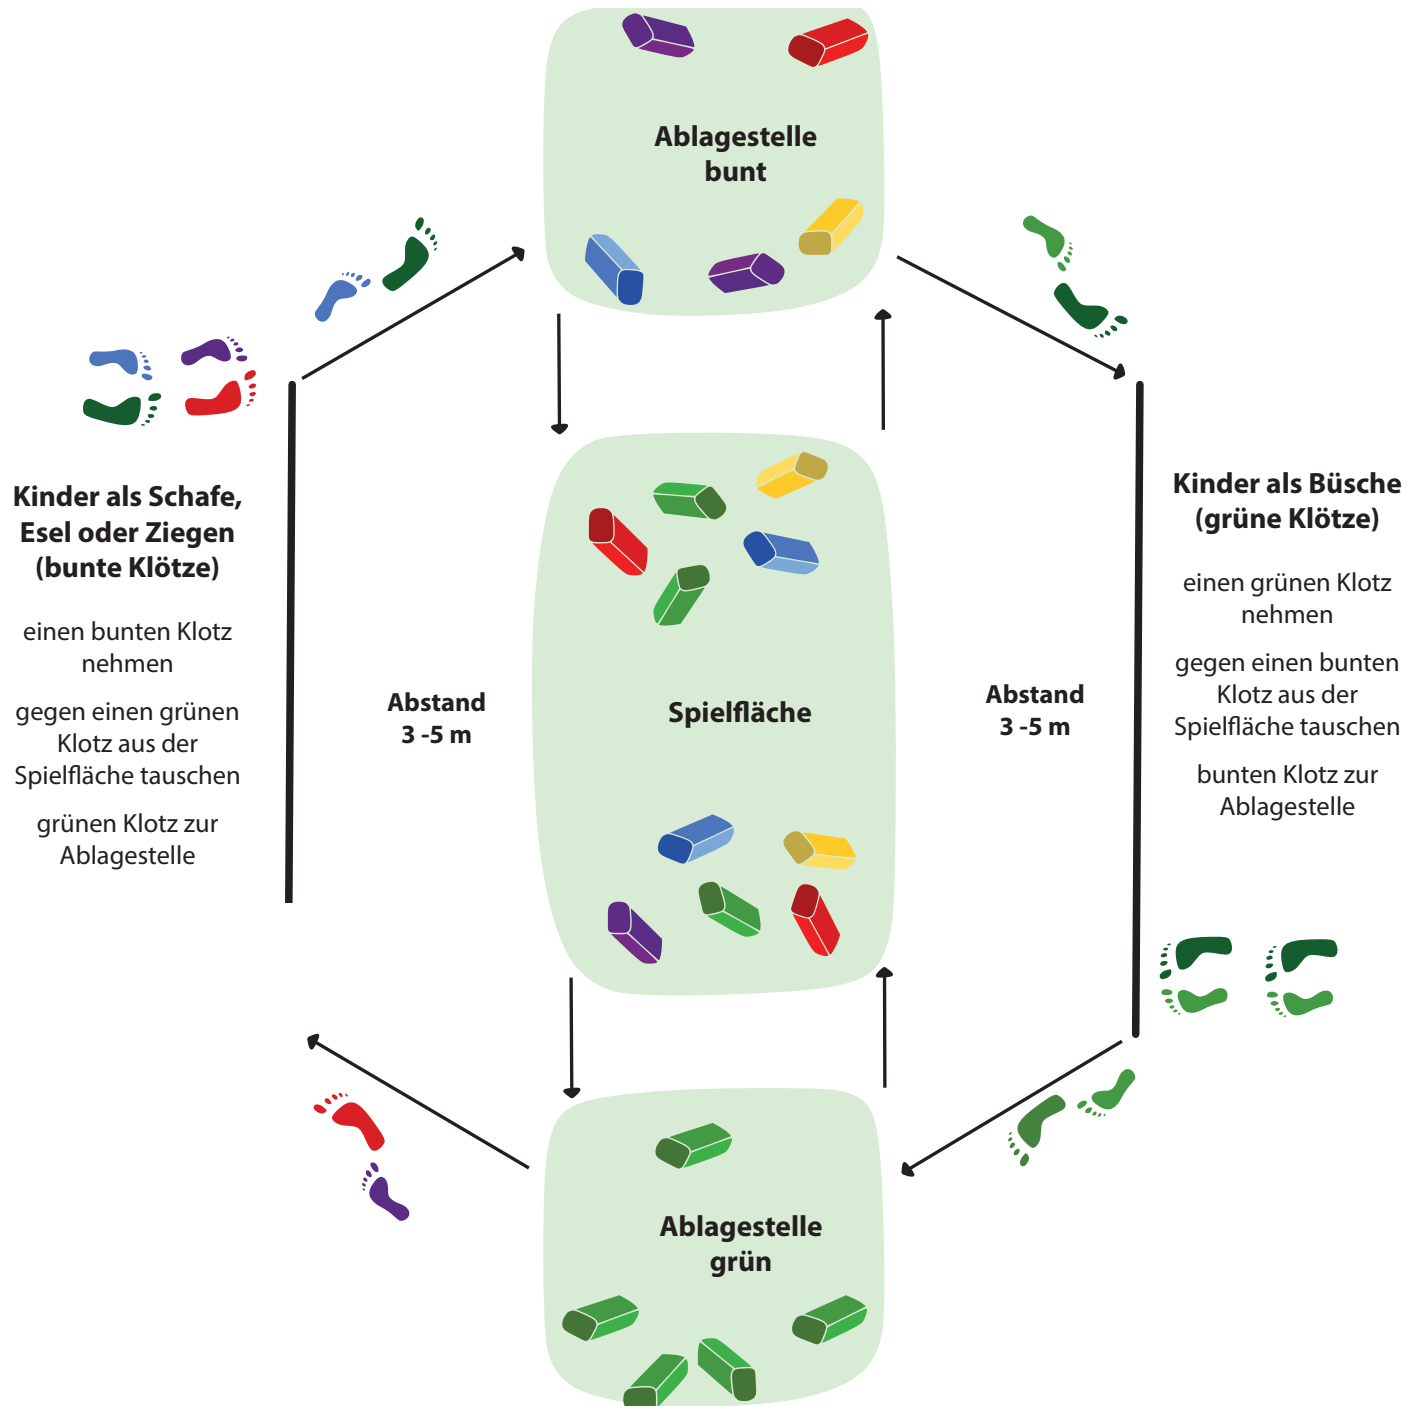 Ablagestelle
bunt
Kinder als Schafe,
Esel oder Ziegen
(bunte Klötze)
einen bunten Klotz
nehmen
gegen einen grünen
Klotz aus der
Spielfläche tauschen
grünen Klotz zur
Ablagestelle
Abstand
3 -5 m
Spielfläche
Abstand
3 -5 m
Kinder als Büsche
(grüne Klötze)
einen grünen Klotz
nehmen
gegen einen bunten
Klotz aus der
Spielfläche tauschen
bunten Klotz zur
Ablagestelle
Ablagestelle
grün